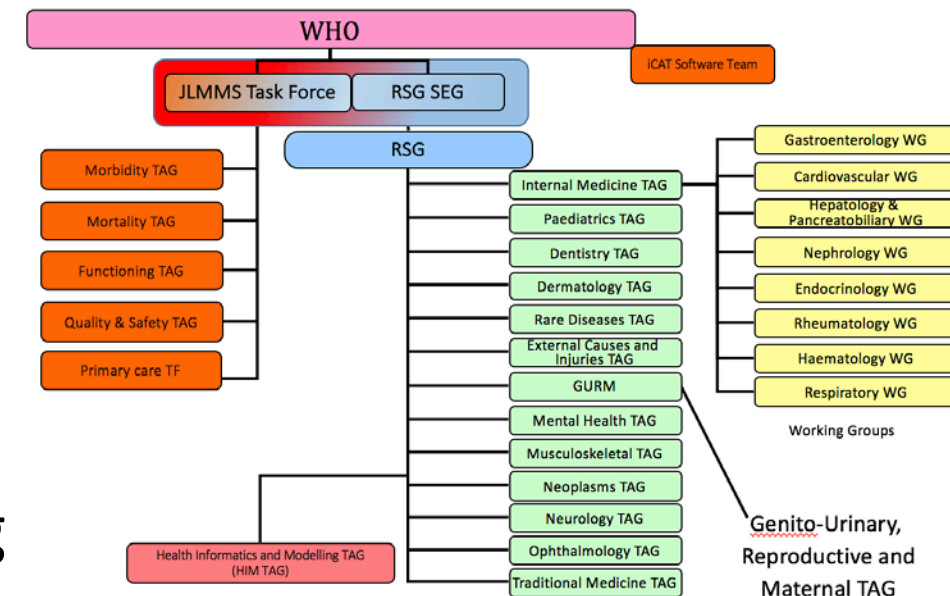 WHO
iCAT Software Team
JLMMS Task Force
RSG SEG
RSG
Morbidity TAG
Mortality TAG
Functioning TAG
Quality & Safety TAG
Primary care TF
Internal Medicine TAG
Paediatrics TAG
Dentistry TAG
Dermatology TAG
Rare Diseases TAG
External Causes and
Injuries TAG
GURM
Mental Health TAG
Musculoskeletal TAG
Neoplasms TAG
Neurology TAG
Ophthalmology TAG
Traditional Medicine TAG
Gastroenterology WG
Cardiovascular WG
Hepatology &
Pancreatobiliary WG
Nephrology WG
Endocrinology WG
Rheumatology WG
Haematology WG
Respiratory WG
Working Groups
Genito-Urinary,
Reproductive and
Maternal TAG
Health Informatics and Modelling TAG
(HIM TAG)